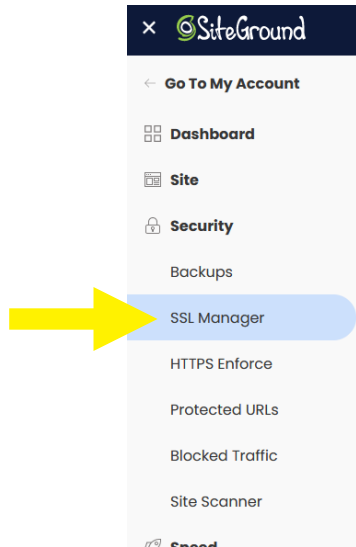 SiteGround
Go To My Account
Dashboard
Site
Security
Backups
SSL Manager
HTTPS Enforce
Protected URLs
Blocked Traffic
Site Scanner
Speed